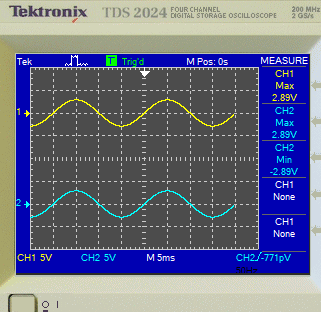 Tektronix TDS 2024 FOUR CHANNEL
DIGITAL STORAGE OSCILLOSCOPE
200 MHz
2 GS/s
Tek T Trig'd M Pos: 0s MEASURE
CH1
Max
2.89V
CH2
Max
2.89V
CH2
Min
-2.89V
CH1
None
CH1
None
1
2
CH1 5V CH2 5V M 5ms CH2/-771pV